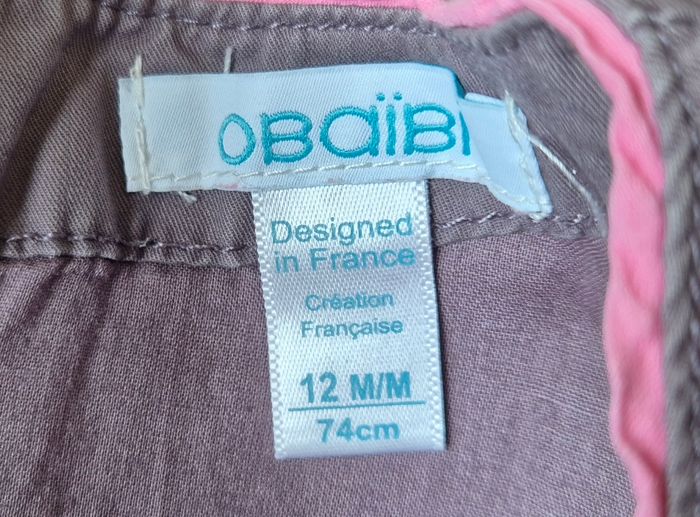 OBAÏBI
Designed
in France
Création
Française
12 M/M
74cm